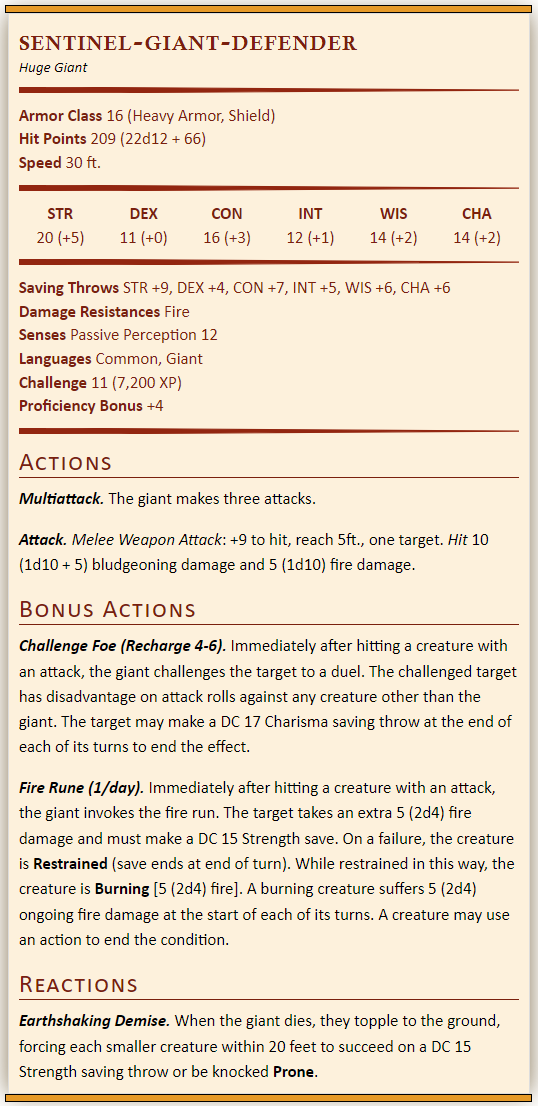 SENTINEL-GIANT-DEFENDER
Huge Giant
Armor Class 16 (Heavy Armor, Shield)
Hit Points 209 (22d12 + 66)
Speed 30 ft.
STR DEX CON INT WIS CHA
20 (+5) 11 (+0) 16 (+3) 12 (+1) 14 (+2) 14 (+2)
Saving Throws STR +9, DEX +4, CON +7, INT +5, WIS +6, CHA +6
Damage Resistances Fire
Senses Passive Perception 12
Languages Common, Giant
Challenge 11 (7,200 XP)
Proficiency Bonus +4
Actions
Multiattack. The giant makes three attacks.
Attack. Melee Weapon Attack: +9 to hit, reach 5ft., one target. Hit 10
(1d10 + 5) bludgeoning damage and 5 (1d10) fire damage.
Bonus Actions
Challenge Foe (Recharge 4-6). Immediately after hitting a creature with
an attack, the giant challenges the target to a duel. The challenged target
has disadvantage on attack rolls against any creature other than the
giant. The target may make a DC 17 Charisma saving throw at the end of
each of its turns to end the effect.
Fire Rune (1/day). Immediately after hitting a creature with an attack,
the giant invokes the fire run. The target takes an extra 5 (2d4) fire
damage and must make a DC 15 Strength save. On a failure, the creature
is Restrained (save ends at end of turn). While restrained in this way, the
creature is Burning [5 (2d4) fire]. A burning creature suffers 5 (2d4)
ongoing fire damage at the start of each of its turns. A creature may use
an action to end the condition.
Reactions
Earthshaking Demise. When the giant dies, they topple to the ground,
forcing each smaller creature within 20 feet to succeed on a DC 15
Strength saving throw or be knocked Prone.